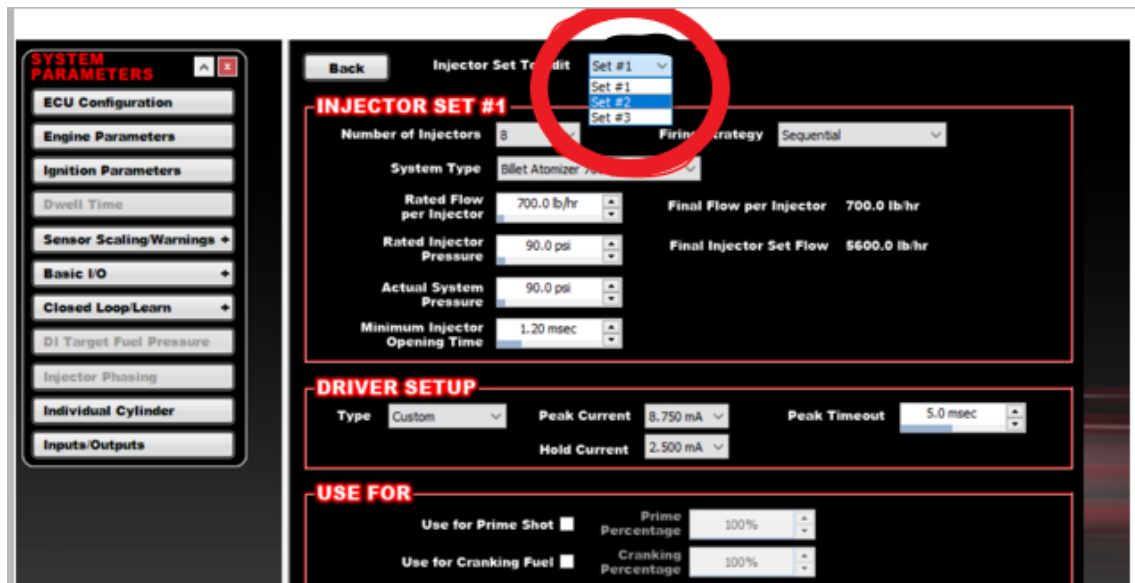 SYSTEM
PARAMETERS
ECU Configuration
Engine Parameters
Ignition Parameters
Dwell Time
Sensor Scaling/Warnings +
Basic I/O +
Closed Loop/Learn +
DI Target Fuel Pressure
Injector Phasing
Individual Cylinder
Inputs/Outputs
Back Injector Set To Edit Set #1
Set #1
Set #2
Set #3
INJECTOR SET #1
Number of Injectors 8 Firing Strategy Sequential
System Type Billet Atomizer
Rated Flow
per Injector 700.0 lb/hr Final Flow per Injector 700.0 lb/hr
Rated Injector
Pressure 90.0 psi Final Injector Set Flow 5600.0 lb/hr
Actual System
Pressure 90.0 psi
Minimum Injector
Opening Time 1.20 msec
DRIVER SETUP
Type Custom Peak Current 8.750 mA Peak Timeout 5.0 msec
Hold Current 2.500 mA
USE FOR
Use for Prime Shot Prime
Percentage 100%
Use for Cranking Fuel Cranking
Percentage 100%